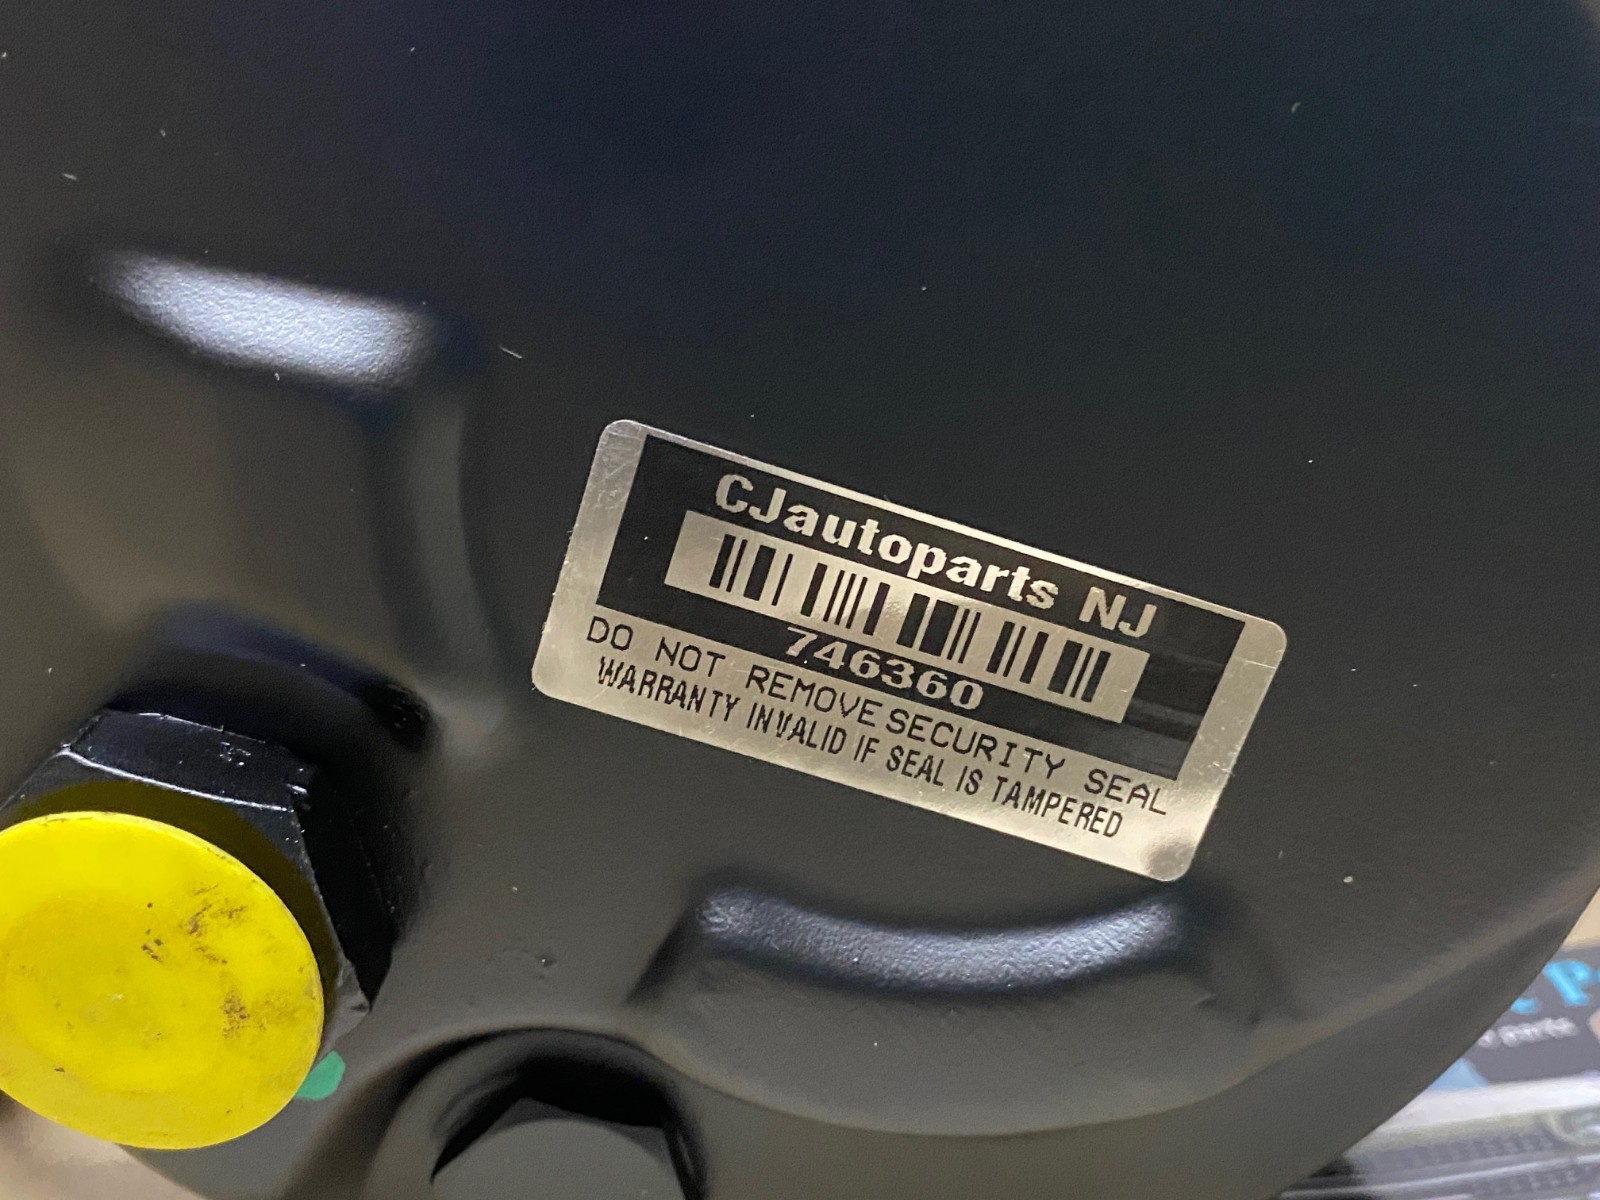 CJautoparts NJ
746360
DO NOT REMOVE SECURITY SEAL
WARRANTY INVALID IF SEAL IS TAMPERED